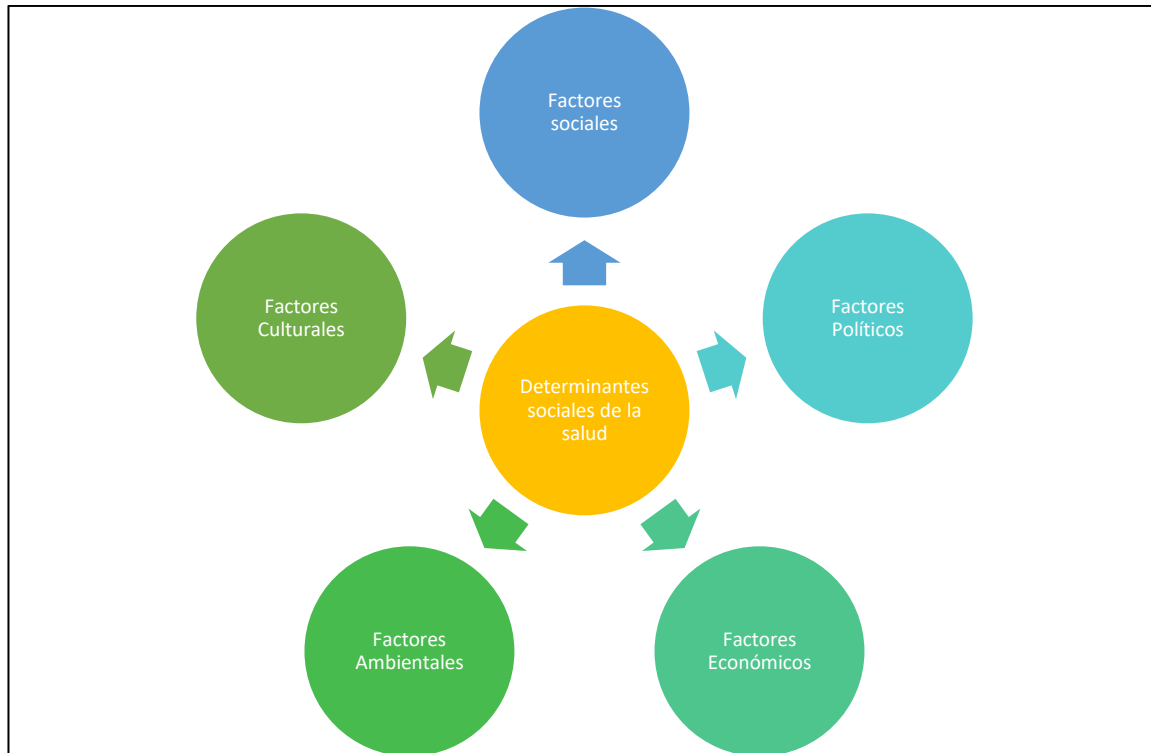 Factores
sociales
Factores
Políticos
Factores
Económicos
Factores
Ambientales
Factores
Culturales
Determinantes
sociales de la
salud